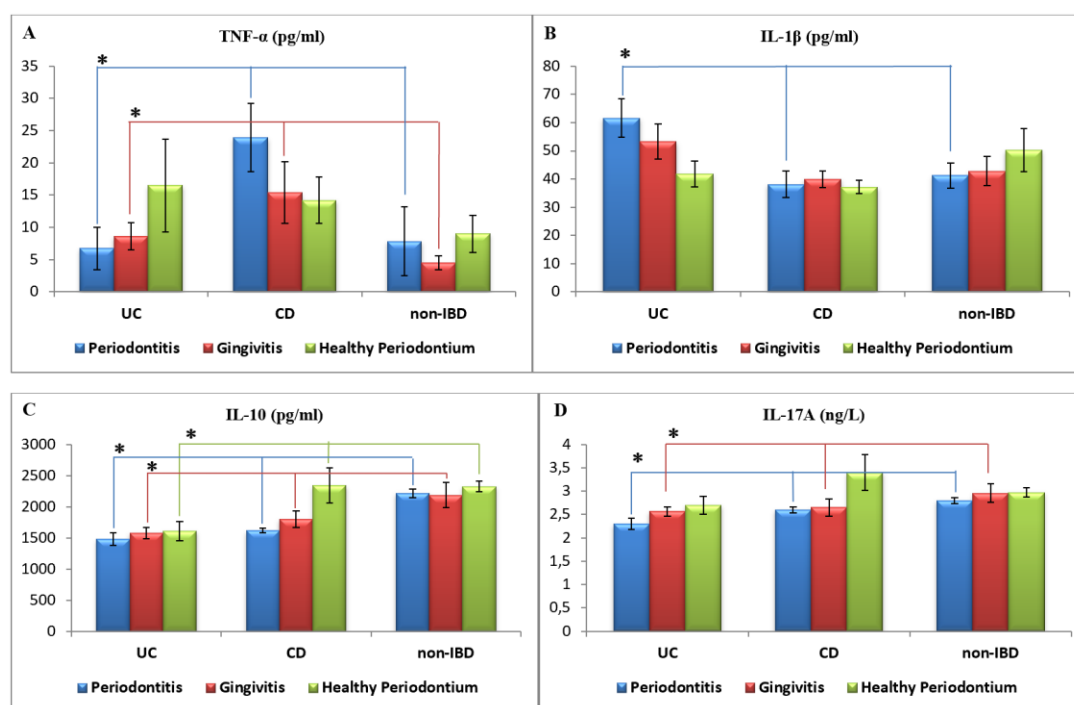 A
TNF-α (pg/ml)
35
30
25
20
15
10
5
0
*
*
UC CD non-IBD
Periodontitis Gingivitis Healthy Periodontium
B
IL-1β (pg/ml)
80
70
60
50
40
30
20
10
0
*
UC CD non-IBD
Periodontitis Gingivitis Healthy Periodontium
C
IL-10 (pg/ml)
3000
2500
2000
1500
1000
500
0
*
*
*
UC CD non-IBD
Periodontitis Gingivitis Healthy Periodontium
D
IL-17A (ng/L)
4
3,5
3
2,5
2
1,5
1
0,5
0
*
*
UC CD non-IBD
Periodontitis Gingivitis Healthy Periodontium